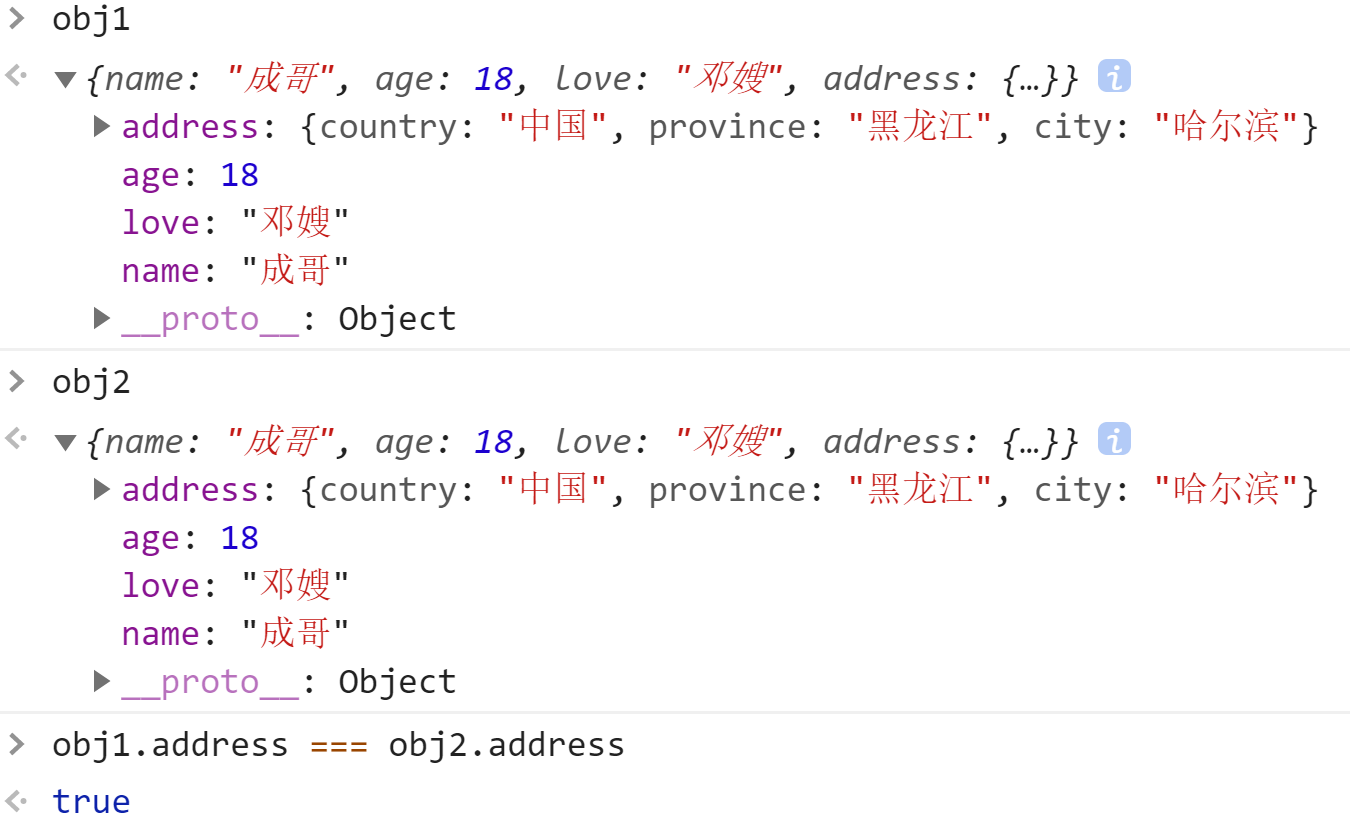 > obj1
{name: "成哥", age: 18, love: "邓嫂", address: {…}} i
address: {country: "中国", province: "黑龙江", city: "哈尔滨"}
age: 18
love: "邓嫂"
name: "成哥"
__proto__: Object
> obj2
{name: "成哥", age: 18, love: "邓嫂", address: {…}} i
address: {country: "中国", province: "黑龙江", city: "哈尔滨"}
age: 18
love: "邓嫂"
name: "成哥"
__proto__: Object
> obj1.address === obj2.address
true